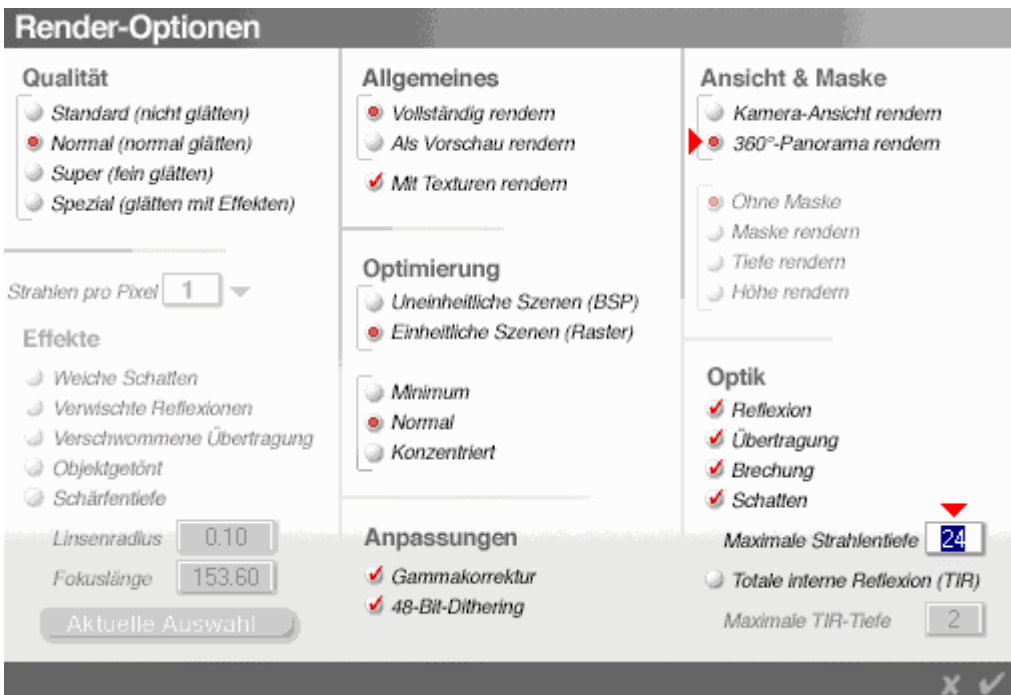 Render-Optionen
Qualität
Standard (nicht glätten)
Normal (normal glätten)
Super (fein glätten)
Spezial (glätten mit Effekten)
Strahlen pro Pixel 1
Effekte
Weiche Schatten
Verwischte Reflexionen
Verschwommene Übertragung
Objektgetönt
Schärfentiefe
Linsenradius 0.10
Fokuslänge 153.60
Aktuelle Auswahl
Allgemeines
Vollständig rendern
Als Vorschau rendern
Mit Texturen rendern
Optimierung
Uneinheitliche Szenen (BSP)
Einheitliche Szenen (Raster)
Minimum
Normal
Konzentriert
Anpassungen
Gammakorrektur
48-Bit-Dithering
Ansicht & Maske
Kamera-Ansicht rendern
360°-Panorama rendern
Ohne Maske
Maske rendern
Tiefe rendern
Höhe rendern
Optik
Reflexion
Übertragung
Brechung
Schatten
Maximale Strahlentiefe 24
Totale interne Reflexion (TIR)
Maximale TIR-Tiefe 2